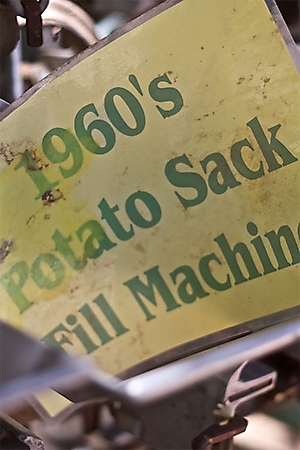 1960's
Potato Sack
Fill Machine